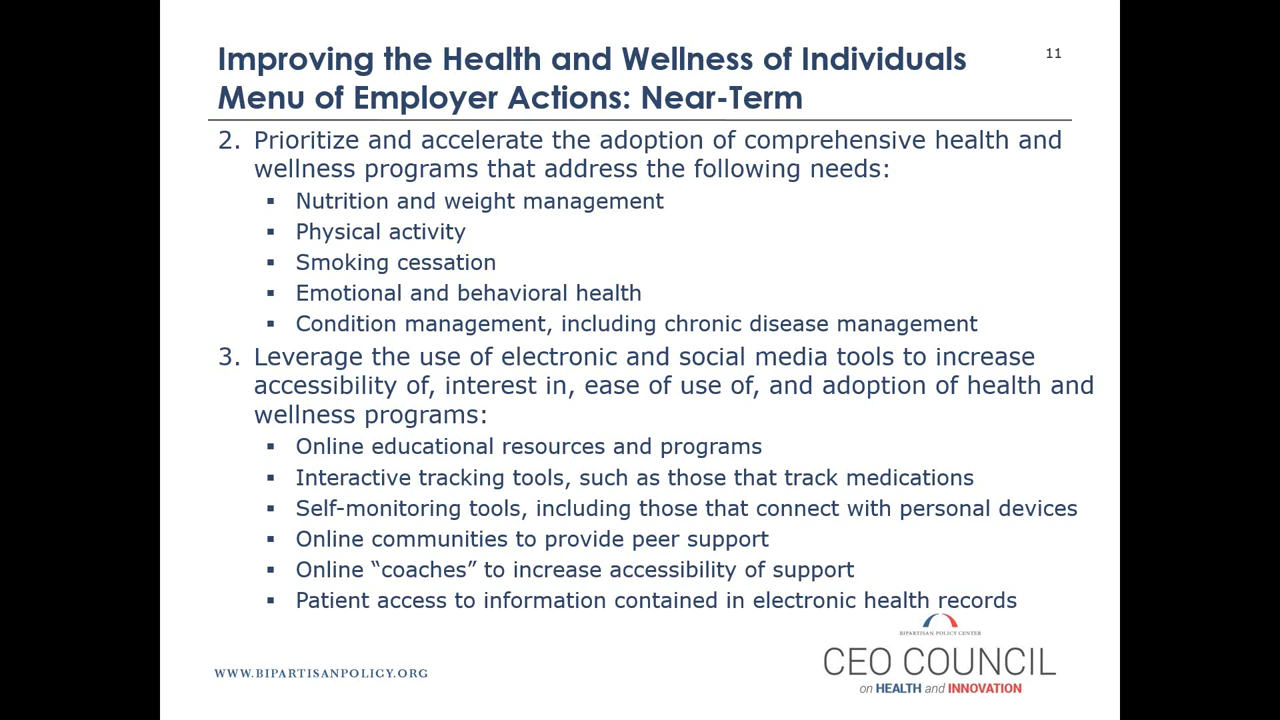 Improving the Health and Wellness of Individuals
11
Menu of Employer Actions: Near-Term
2. Prioritize and accelerate the adoption of comprehensive health and
wellness programs that address the following needs:
▪ Nutrition and weight management
▪ Physical activity
▪ Smoking cessation
▪ Emotional and behavioral health
▪ Condition management, including chronic disease management
3. Leverage the use of electronic and social media tools to increase
accessibility of, interest in, ease of use of, and adoption of health and
wellness programs:
▪ Online educational resources and programs
▪ Interactive tracking tools, such as those that track medications
▪ Self-monitoring tools, including those that connect with personal devices
▪ Online communities to provide peer support
▪ Online “coaches” to increase accessibility of support
▪ Patient access to information contained in electronic health records
BIPARTISAN POLICY CENTER
CEO COUNCIL
on HEALTH and INNOVATION
WWW.BIPARTISANPOLICY.ORG